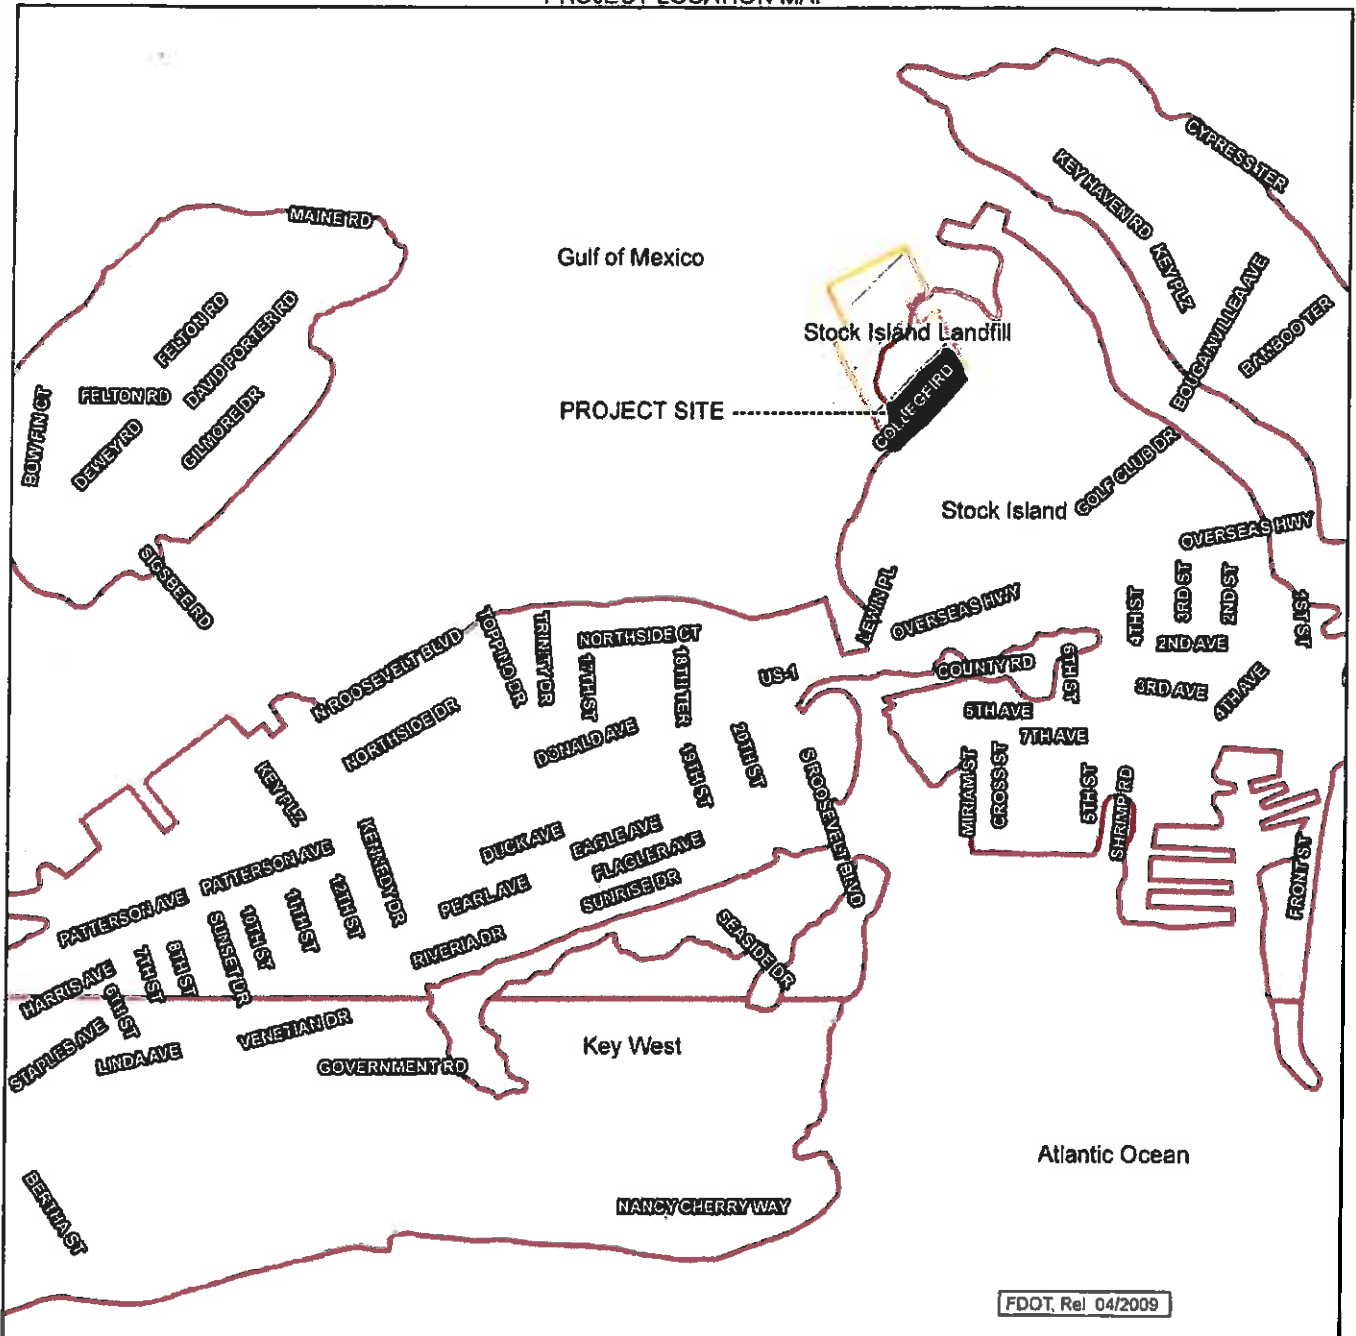 PROJECT LOCATION MAP
CYPRESS TER
KEY HAVEN RD
MAINE RD
Gulf of Mexico
KEY PLZ
BOUGAINVILLEA AVE
BAMBOO TER
FELTON RD
DAVID PORTER RD
Stock Island Landfill
FELTON RD
BOWFIN CT
GILMORE DR
DEWEY RD
PROJECT SITE
COLLEGE RD
Stock Island
GOLF CLUB DR
OVERSEAS HWY
SIGSBEE RD
LEWIN PL
OVERSEAS HWY
4TH ST
3RD ST
2ND ST
1ST ST
N ROOSEVELT BLVD
TOPPINO DR
TRINITY DR
NORTHSIDE CT
17TH ST
18TH TER
US-1
COUNTY RD
5TH ST
2ND AVE
3RD AVE
4TH AVE
NORTHSIDE DR
DONALD AVE
6TH AVE
7TH AVE
19TH ST
20TH ST
S ROOSEVELT BLVD
MIRIAM ST
CROSS ST
5TH ST
SHRIMP RD
KEY PLZ
KENNEDY DR
DUCK AVE
EAGLE AVE
FLAGLER AVE
FRONT ST
PATTERSON AVE
PEARL AVE
SUNRISE DR
PATTERSON AVE
12TH ST
11TH ST
10TH ST
SUNSET DR
RIVERIA DR
SEASIDE DR
HARRIS AVE
7TH ST
8TH ST
6TH ST
STAPLES AVE
LINDA AVE
VENETIAN DR
GOVERNMENT RD
Key West
Atlantic Ocean
BERTHA ST
NANCY CHERRY WAY
FDOT, Rel 04/2009